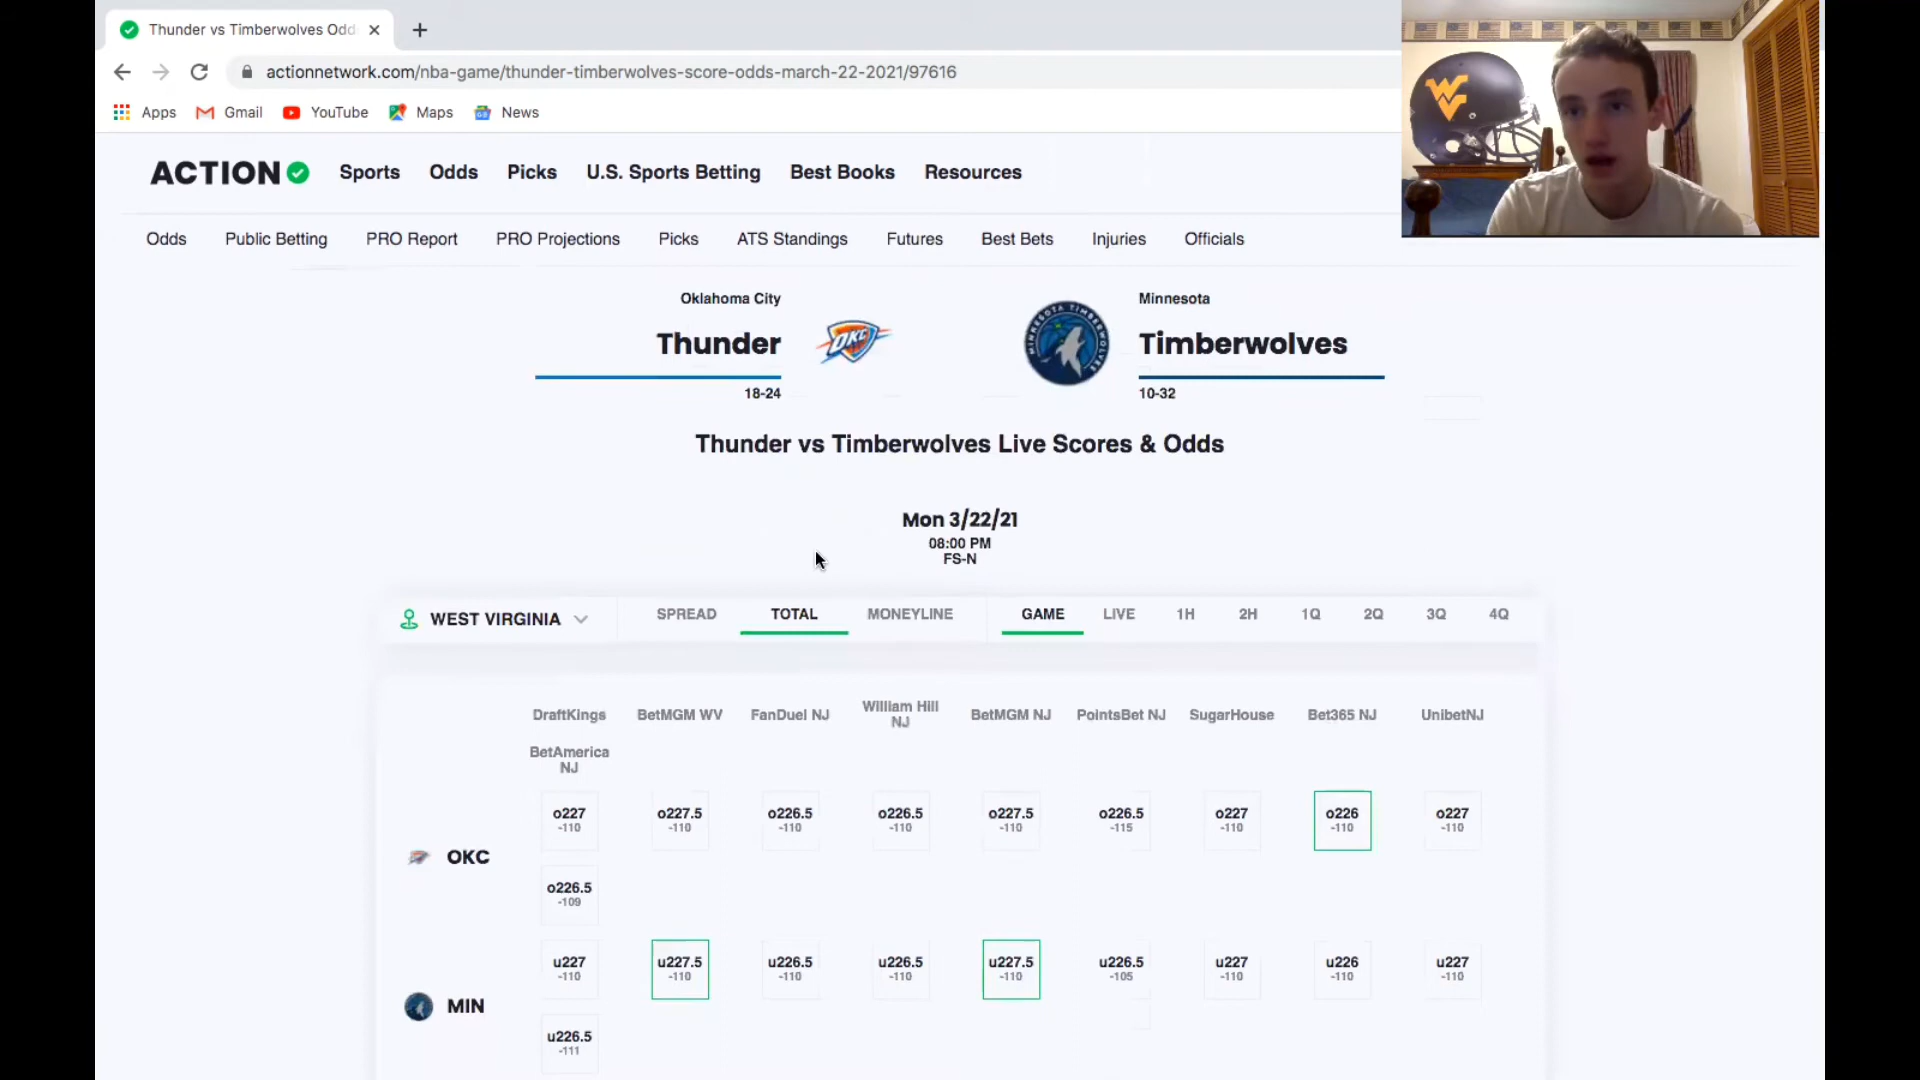 Thunder vs Timberwolves Odd
actionnetwork.com/nba-game/thunder-timberwolves-score-odds-march-22-2021/97616
Apps Gmail YouTube Maps News
ACTION Sports Odds Picks U.S. Sports Betting Best Books Resources
Odds Public Betting PRO Report PRO Projections Picks ATS Standings Futures Best Bets Injuries Officials
Oklahoma City Minnesota
Thunder OKC Timberwolves
18-24 10-32
Thunder vs Timberwolves Live Scores & Odds
Mon 3/22/21
08:00 PM
FS-N
WEST VIRGINIA SPREAD TOTAL MONEYLINE GAME LIVE 1H 2H 1Q 2Q 3Q 4Q
DraftKings BetMGM WV FanDuel NJ William Hill NJ BetMGM NJ PointsBet NJ SugarHouse Bet365 NJ UnibetNJ
BetAmerica
NJ
o227 o227.5 o226.5 o226.5 o227.5 o226.5 o227 o226 o227
-110 -110 -110 -110 -110 -115 -110 -110 -110
OKC
o226.5
-109
u227 u227.5 u226.5 u226.5 u227.5 u226.5 u227 u226 u227
-110 -110 -110 -110 -110 -105 -110 -110 -110
MIN
u226.5
-111